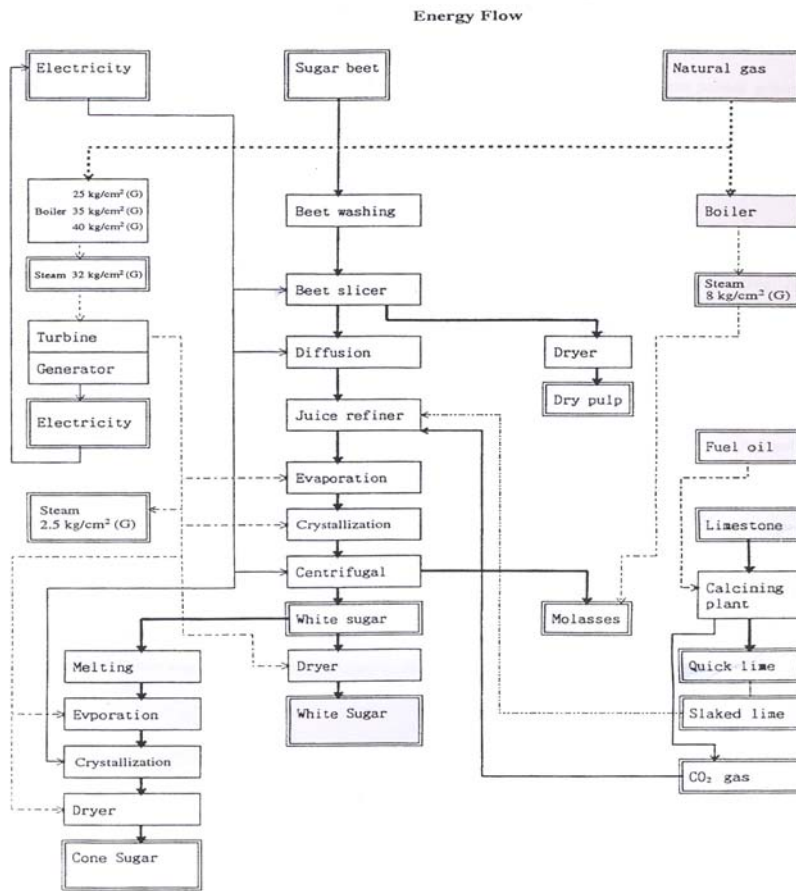 Energy Flow
Electricity
Sugar beet
Natural gas
25 kg/cm² (G)
Boiler 35 kg/cm² (G)
40 kg/cm² (G)
Beet washing
Boiler
Steam 32 kg/cm² (G)
Beet slicer
Steam
8 kg/cm² (G)
Turbine
Generator
Diffusion
Dryer
Electricity
Juice refiner
Dry pulp
Fuel oil
Steam
2.5 kg/cm² (G)
Evaporation
Crystallization
Limestone
Centrifugal
Calcining
plant
White sugar
Molasses
Melting
Dryer
Quick lime
Evporation
White Sugar
Slaked lime
Crystallization
CO₂ gas
Dryer
Cone Sugar